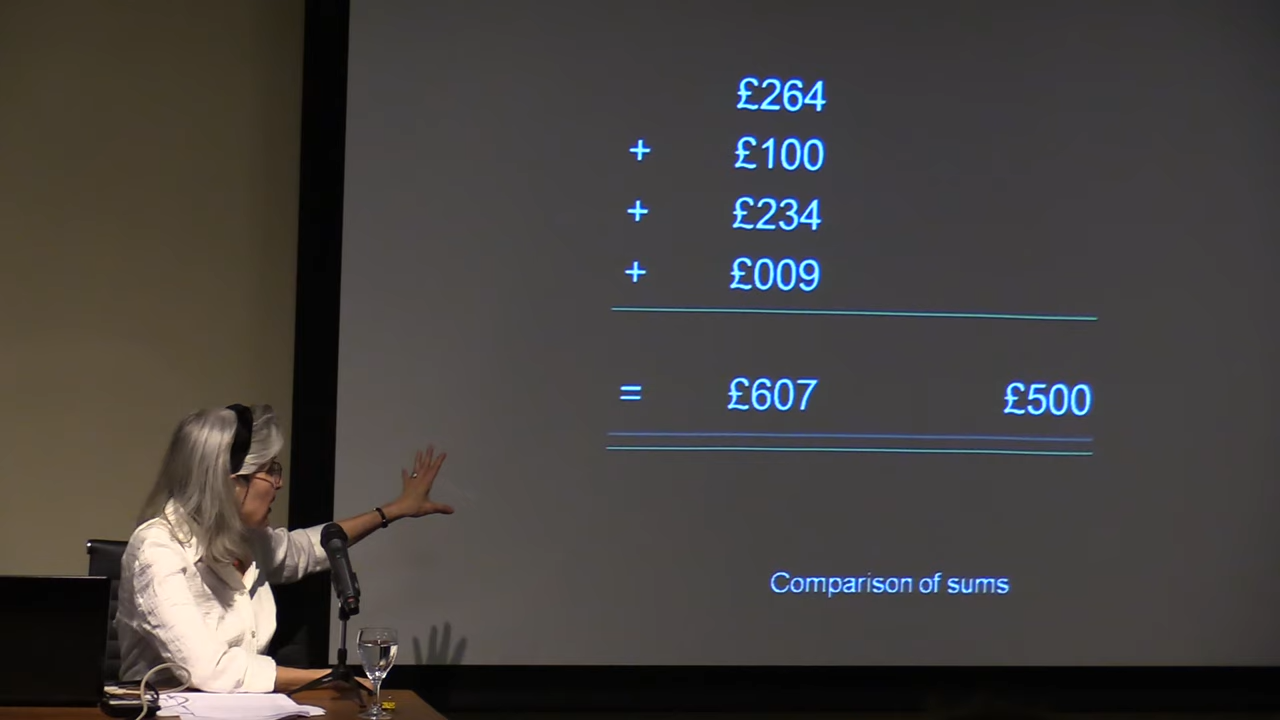 £264
+ £100
+ £234
+ £009
= £607 £500
Comparison of sums